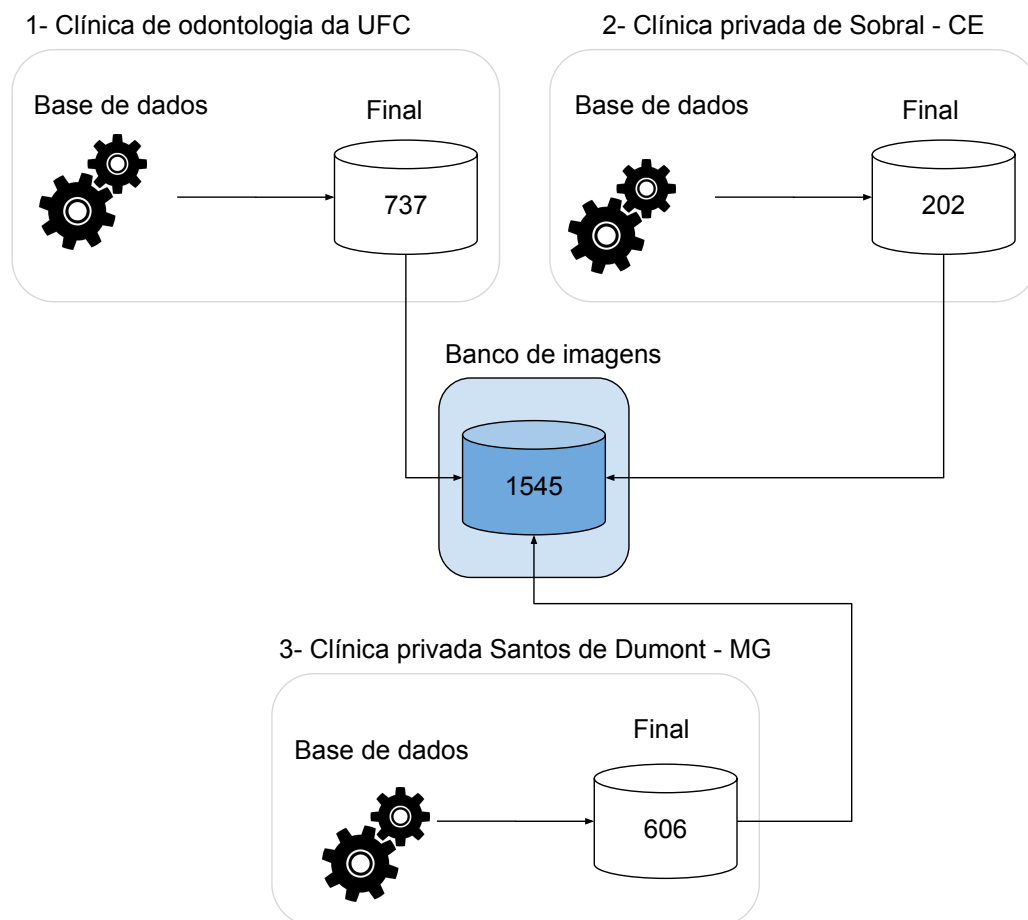 1- Clínica de odontologia da UFC
Base de dados
Final
737
2- Clínica privada de Sobral - CE
Base de dados
Final
202
Banco de imagens
1545
3- Clínica privada Santos de Dumont - MG
Base de dados
Final
606